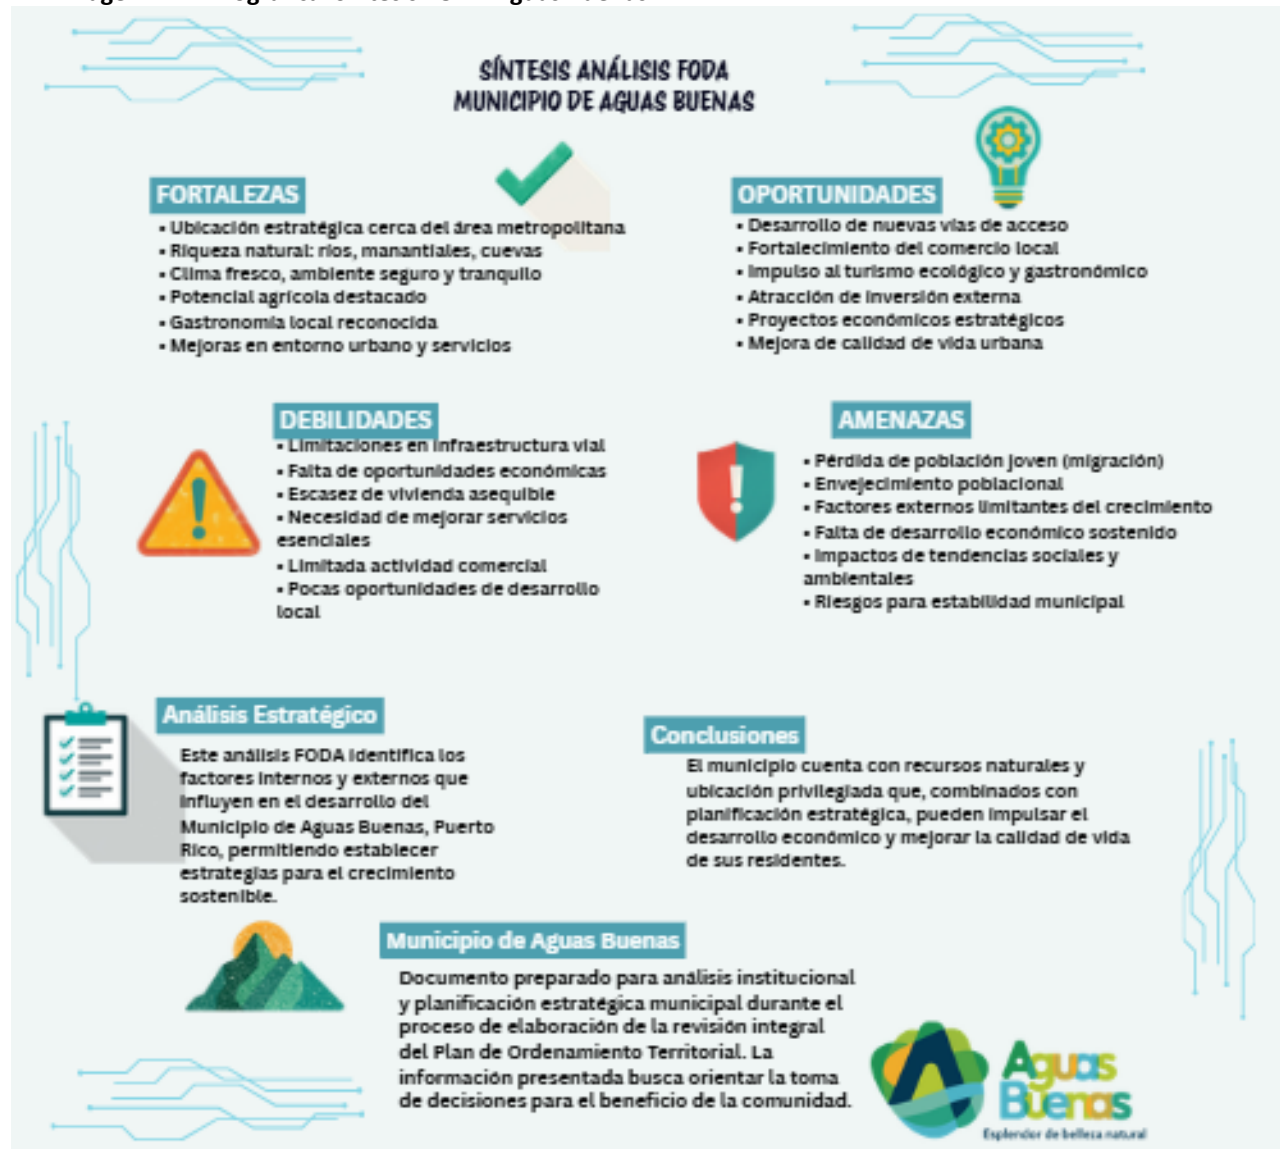 SÍNTESIS ANÁLISIS FODA
MUNICIPIO DE AGUAS BUENAS
FORTALEZAS
▪ Ubicación estratégica cerca del área metropolitana
▪ Riqueza natural: ríos, manantiales, cuevas
▪ Clima fresco, ambiente seguro y tranquilo
▪ Potencial agrícola destacado
▪ Gastronomía local reconocida
▪ Mejoras en entorno urbano y servicios
OPORTUNIDADES
▪ Desarrollo de nuevas vías de acceso
▪ Fortalecimiento del comercio local
▪ Impulso al turismo ecológico y gastronómico
▪ Atracción de inversión externa
▪ Proyectos económicos estratégicos
▪ Mejora de calidad de vida urbana
DEBILIDADES
▪ Limitaciones en infraestructura vial
▪ Falta de oportunidades económicas
▪ Escasez de vivienda asequible
▪ Necesidad de mejorar servicios
esenciales
▪ Limitada actividad comercial
▪ Pocas oportunidades de desarrollo
local
AMENAZAS
▪ Pérdida de población joven (migración)
▪ Envejecimiento poblacional
▪ Factores externos limitantes del crecimiento
▪ Falta de desarrollo económico sostenido
▪ Impactos de tendencias sociales y
ambientales
▪ Riesgos para estabilidad municipal
Análisis Estratégico
Este análisis FODA identifica los
factores internos y externos que
influyen en el desarrollo del
Municipio de Aguas Buenas, Puerto
Rico, permitiendo establecer
estrategias para el crecimiento
sostenible.
Conclusiones
El municipio cuenta con recursos naturales y
ubicación privilegiada que, combinados con
planificación estratégica, pueden impulsar el
desarrollo económico y mejorar la calidad de vida
de sus residentes.
Municipio de Aguas Buenas
Documento preparado para análisis institucional
y planificación estratégica municipal durante el
proceso de elaboración de la revisión integral
del Plan de Ordenamiento Territorial. La
información presentada busca orientar la toma
de decisiones para el beneficio de la comunidad.
Aguas
Buenas
Esplendor de belleza natural